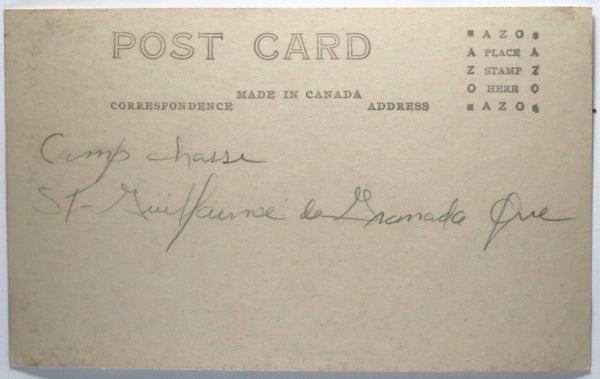 POST CARD
MADE IN CANADA
CORRESPONDENCE ADDRESS
AZO
A PLACE A
Z STAMP Z
O HERE O
AZO
Camp chasse
St-Guillaume de Granada Que